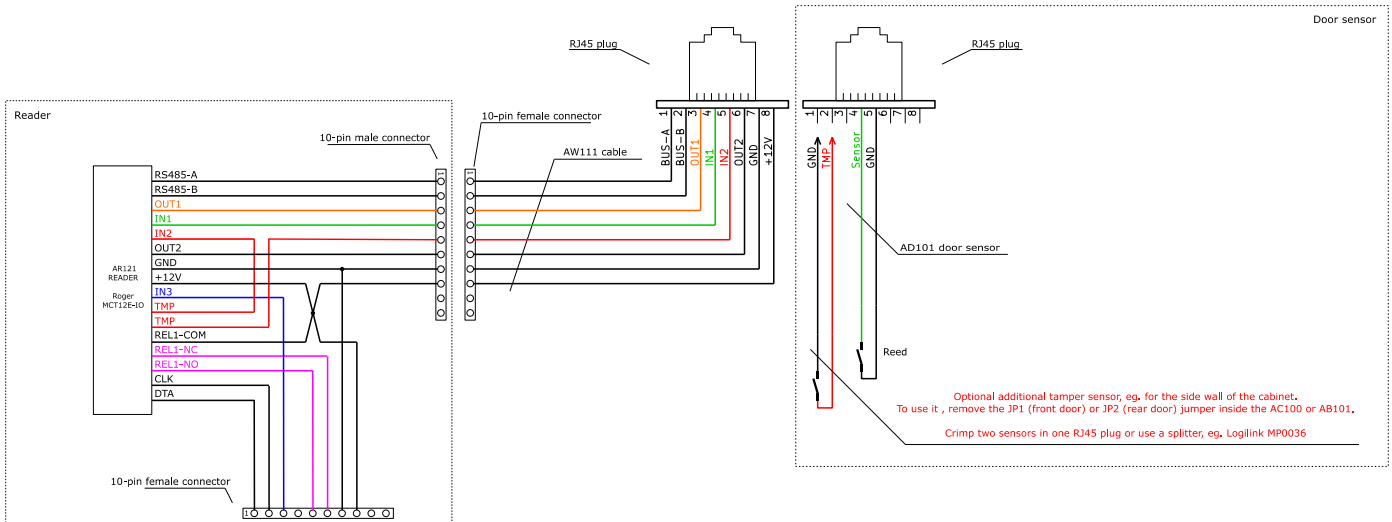 Door sensor
RJ45 plug
RJ45 plug
Reader
10-pin male connector
10-pin female connector
AW111 cable
1
2
3
4
5
6
7
8
BUS-A
BUS-B
OUT1
IN1
IN2
OUT2
GND
+12V
1
2
3
4
5
6
7
8
GND
TMP
Sensor
GND
AD101 door sensor
RS485-A
RS485-B
OUT1
IN1
IN2
OUT2
GND
+12V
IN3
TMP
TMP
REL1-COM
REL1-NC
REL1-NO
CLK
DTA
AR121
READER
Roger
MCT12E-IO
1
1
Reed
Optional additional tamper sensor, eg. for the side wall of the cabinet.
To use it , remove the JP1 (front door) or JP2 (rear door) jumper inside the AC100 or AB101.
Crimp two sensors in one RJ45 plug or use a splitter, eg. Logilink MP0036
10-pin female connector
1